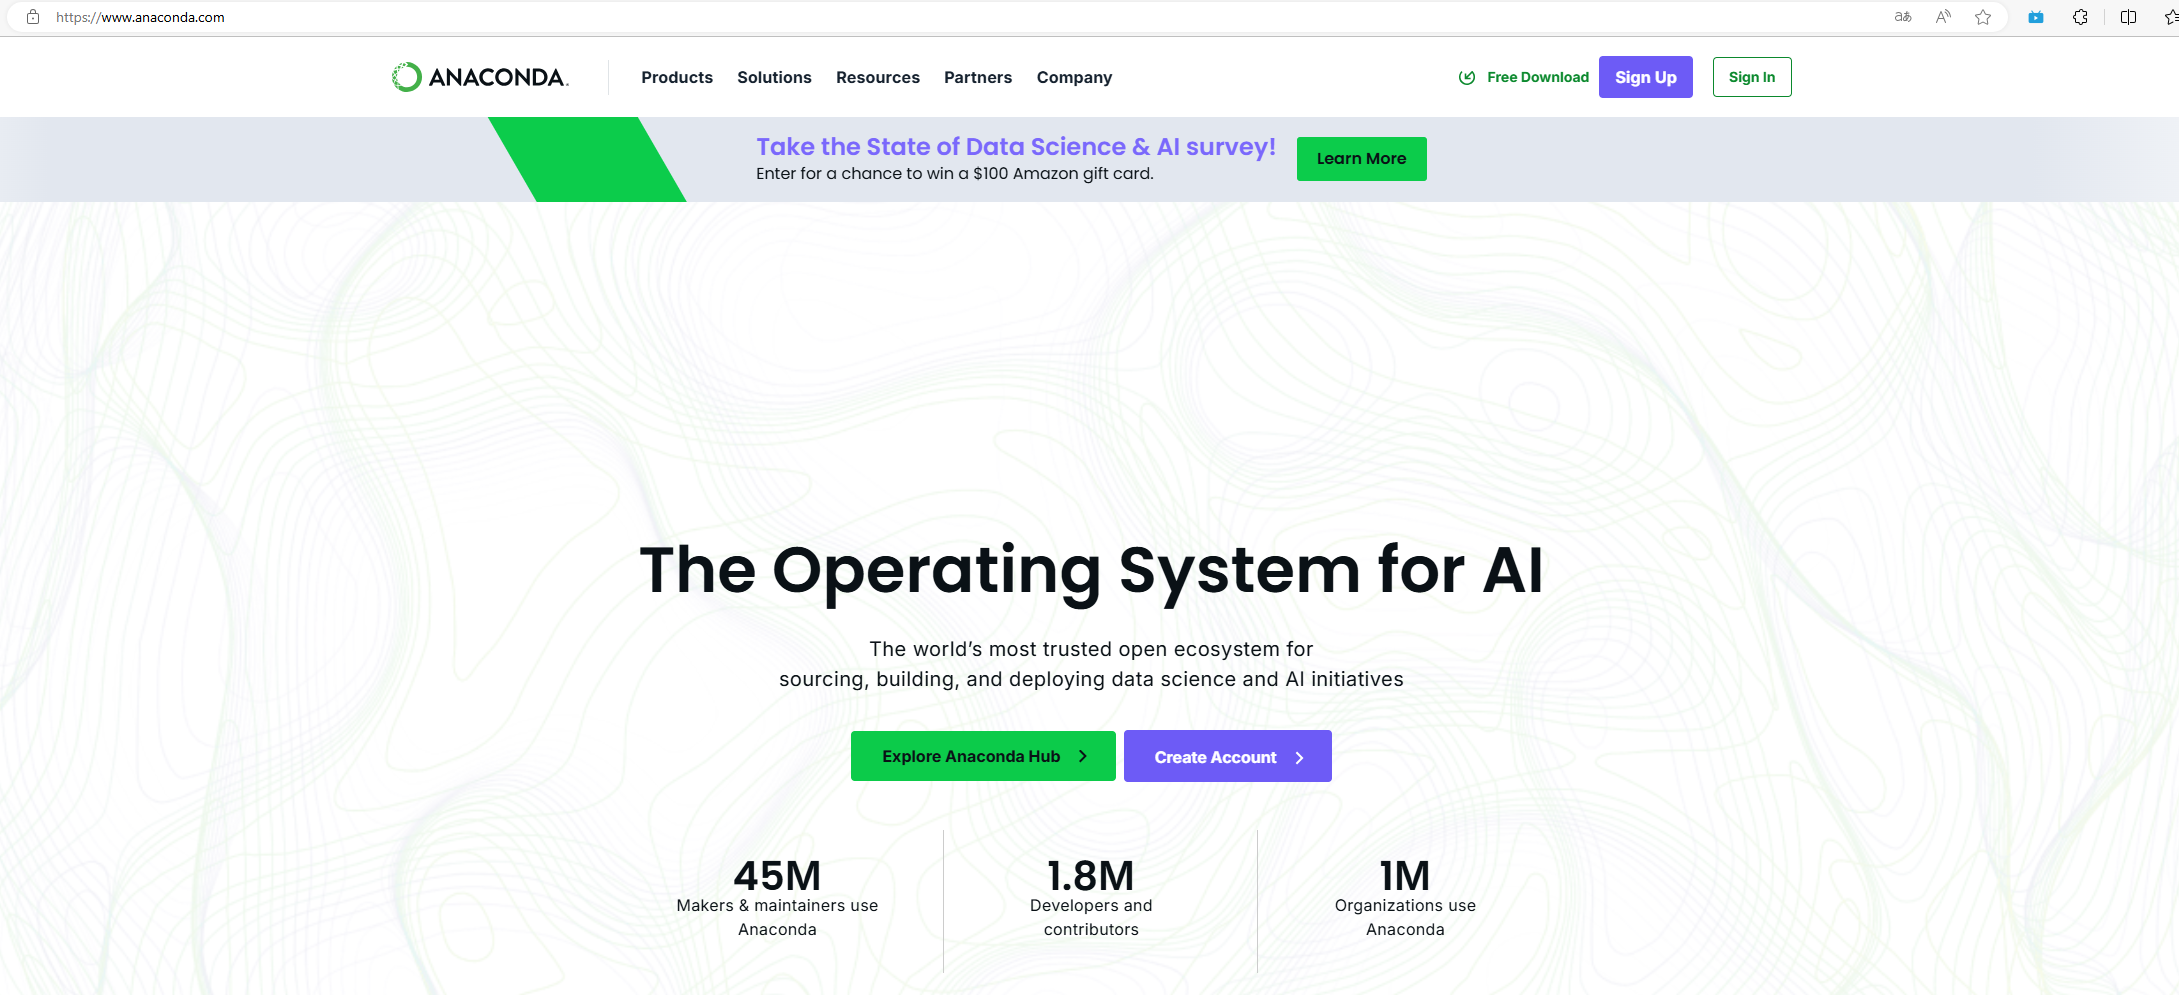 https://www.anaconda.com
ANACONDA.
Products Solutions Resources Partners Company
Free Download Sign Up Sign In
Take the State of Data Science & AI survey!
Enter for a chance to win a $100 Amazon gift card.
Learn More
The Operating System for AI
The world’s most trusted open ecosystem for
sourcing, building, and deploying data science and AI initiatives
Explore Anaconda Hub
Create Account
45M
Makers & maintainers use
Anaconda
1.8M
Developers and
contributors
1M
Organizations use
Anaconda